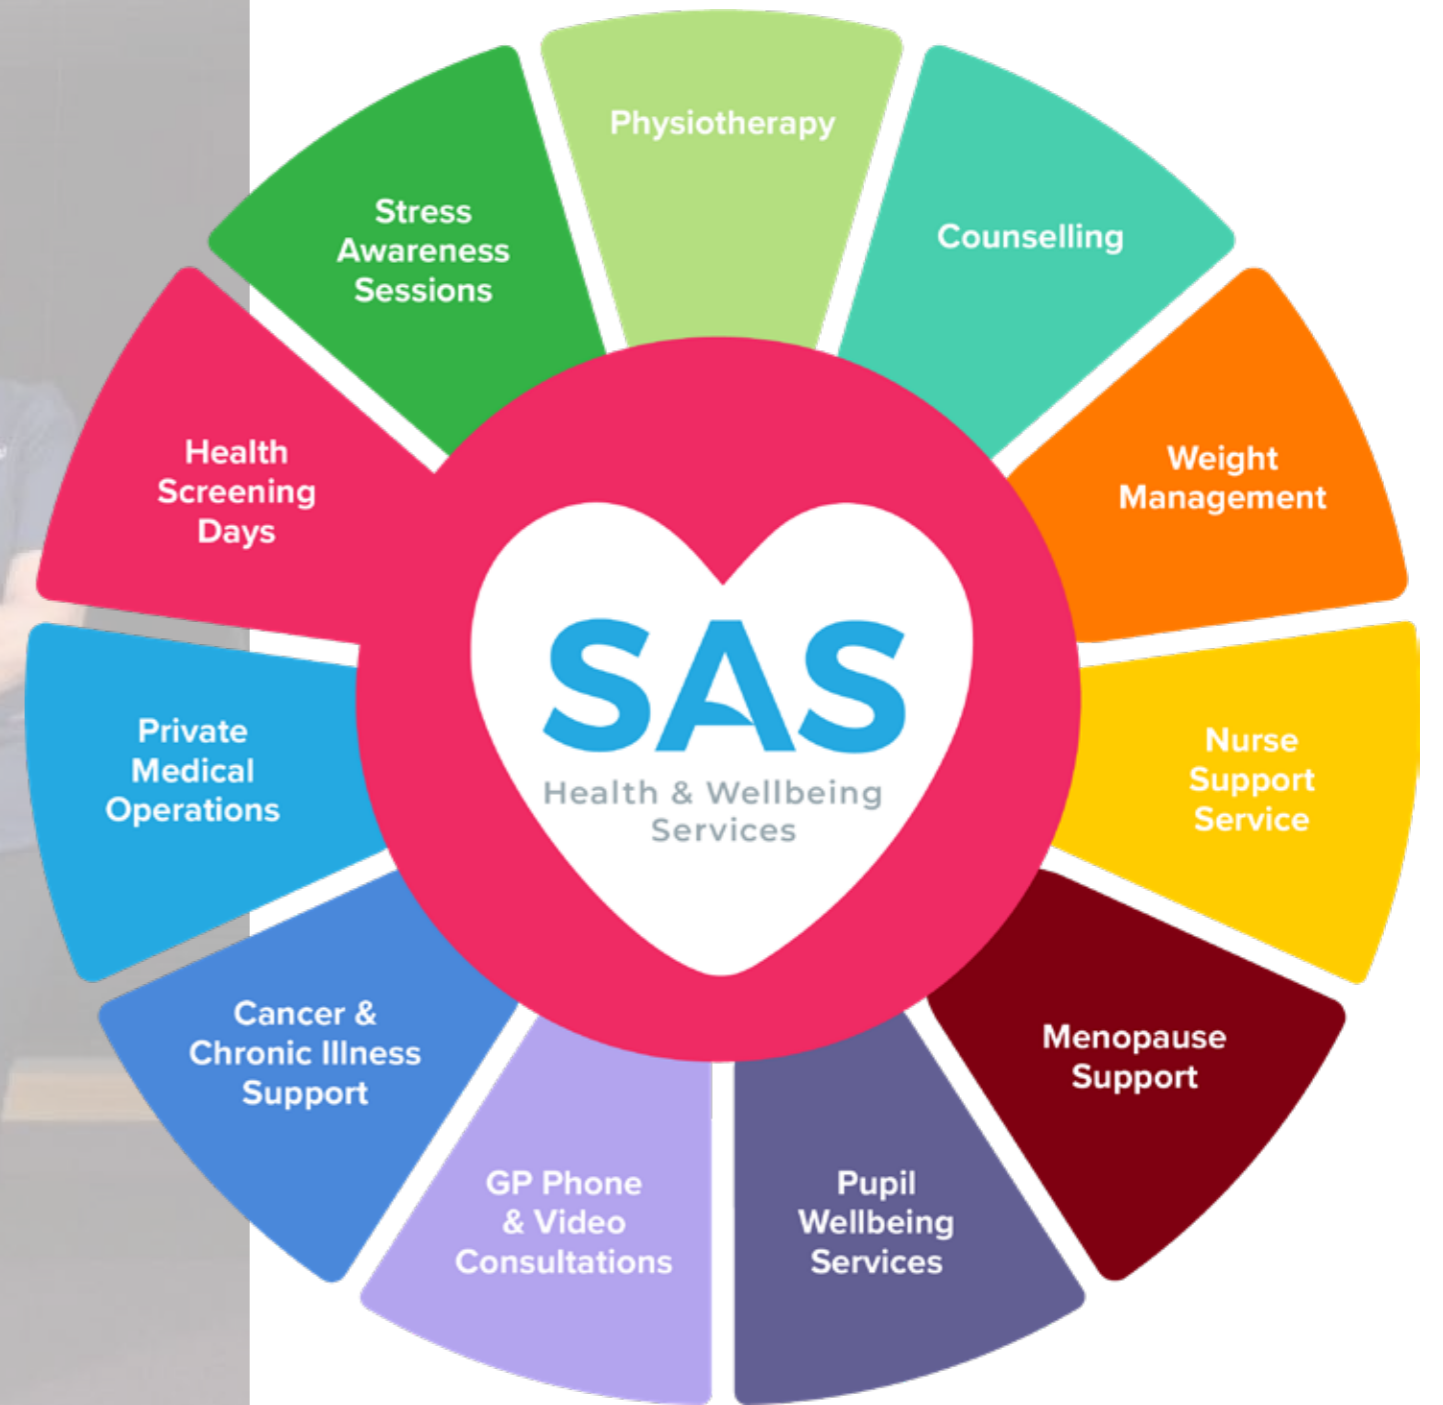 Physiotherapy
Counselling
Weight
Management
Nurse
Support
Service
Menopause
Support
Pupil
Wellbeing
Services
GP Phone
& Video
Consultations
Cancer &
Chronic Illness
Support
Private
Medical
Operations
Health
Screening
Days
Stress
Awareness
Sessions
SAS
Health & Wellbeing
Services